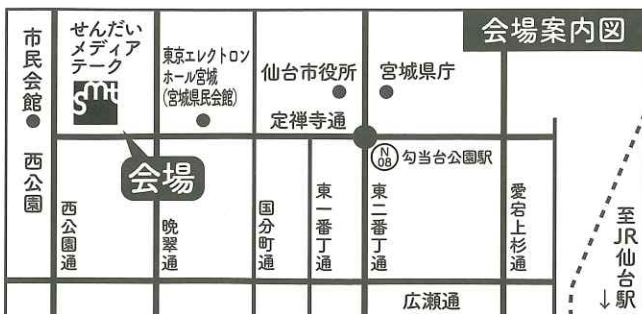 会場案内図
せんだい
メディア
テーク
smt
市民会館
西公園
東京エレクトロン
ホール宮城
(宮城県民会館)
仙台市役所
宮城県庁
定禅寺通
N
08
勾当台公園駅
会場
西公園通
晩翠通
国分町通
東一番丁通
東二番丁通
愛宕上杉通
至JR仙台駅
↓
広瀬通